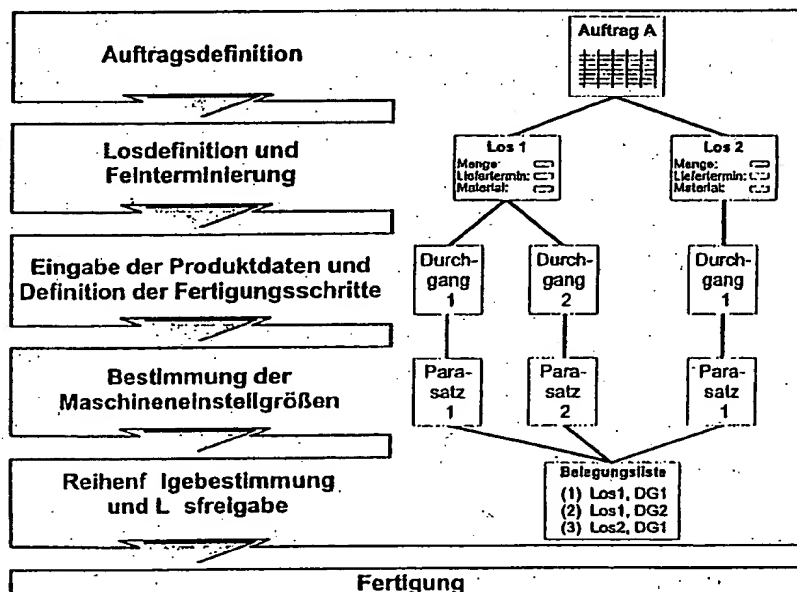 Auftragsdefinition
Auftrag A
Losdefinition und
Feinterminierung
Los 1
Menge:
Liefertermin:
Material:
Los 2
Menge:
Liefertermin:
Material:
Eingabe der Produktdaten und
Definition der Fertigungsschritte
Durch-
gang
1
Durch-
gang
2
Durch-
gang
1
Bestimmung der
Maschineneinstellgrößen
Para-
satz
1
Para-
satz
2
Para-
satz
1
Reihenf lgebestimmung
und L sfreigabe
Belegungsliste
(1) Los1, DG1
(2) Los1, DG2
(3) Los2, DG1
Fertigung